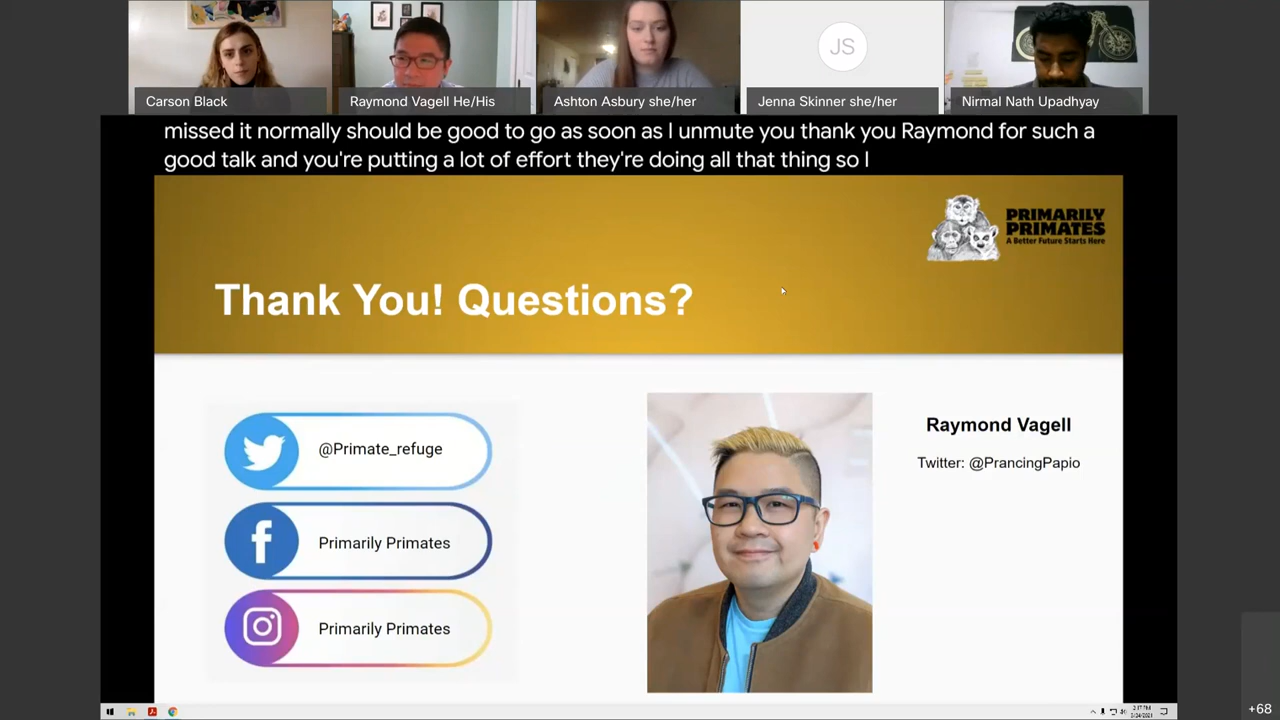 JS
Carson Black
Raymond Vagell He/His
Ashton Asbury she/her
Jenna Skinner she/her
Nirmal Nath Upadhyay
missed it normally should be good to go as soon as I unmute you thank you Raymond for such a
good talk and you're putting a lot of effort they're doing all that thing so I
PRIMARILY
PRIMATES
A Better Future Starts Here
Thank You! Questions?
@Primate_refuge
Primarily Primates
Primarily Primates
Raymond Vagell
Twitter: @PrancingPapio
+68